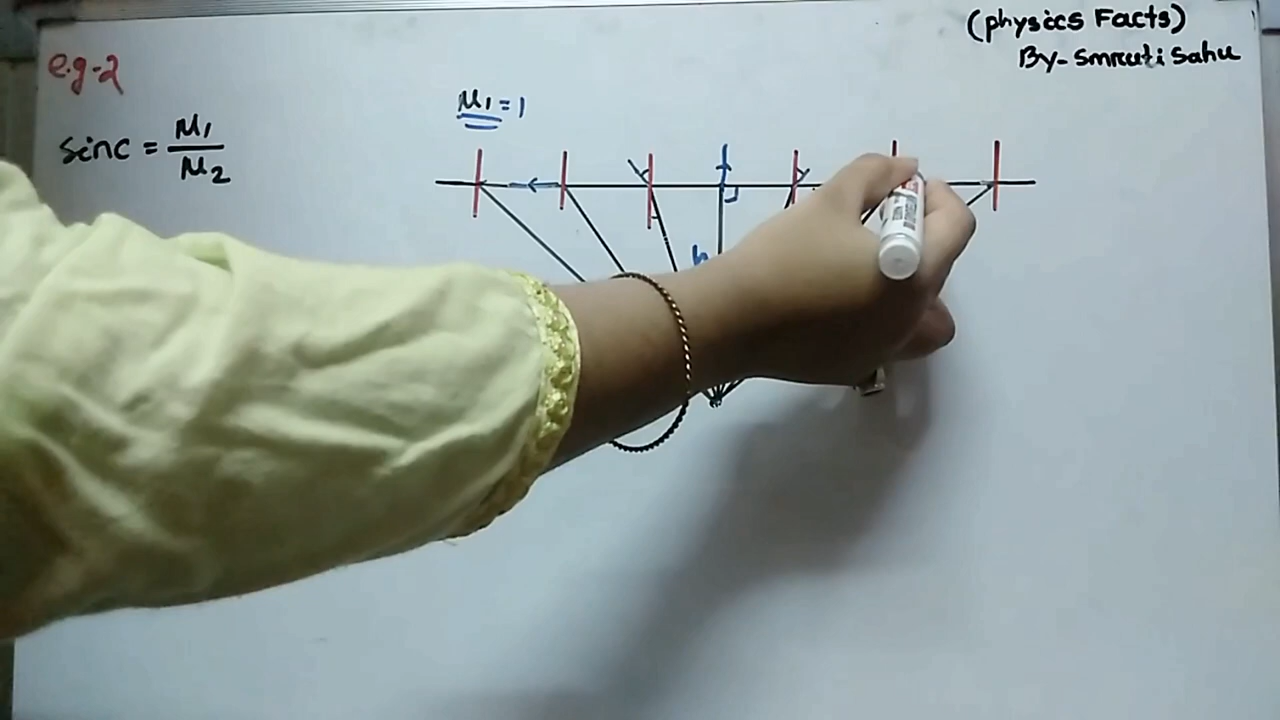 (physics Facts)
By- Smruti Sahu
e.g-2
μ1 = 1
sinc = μ1/μ2
h